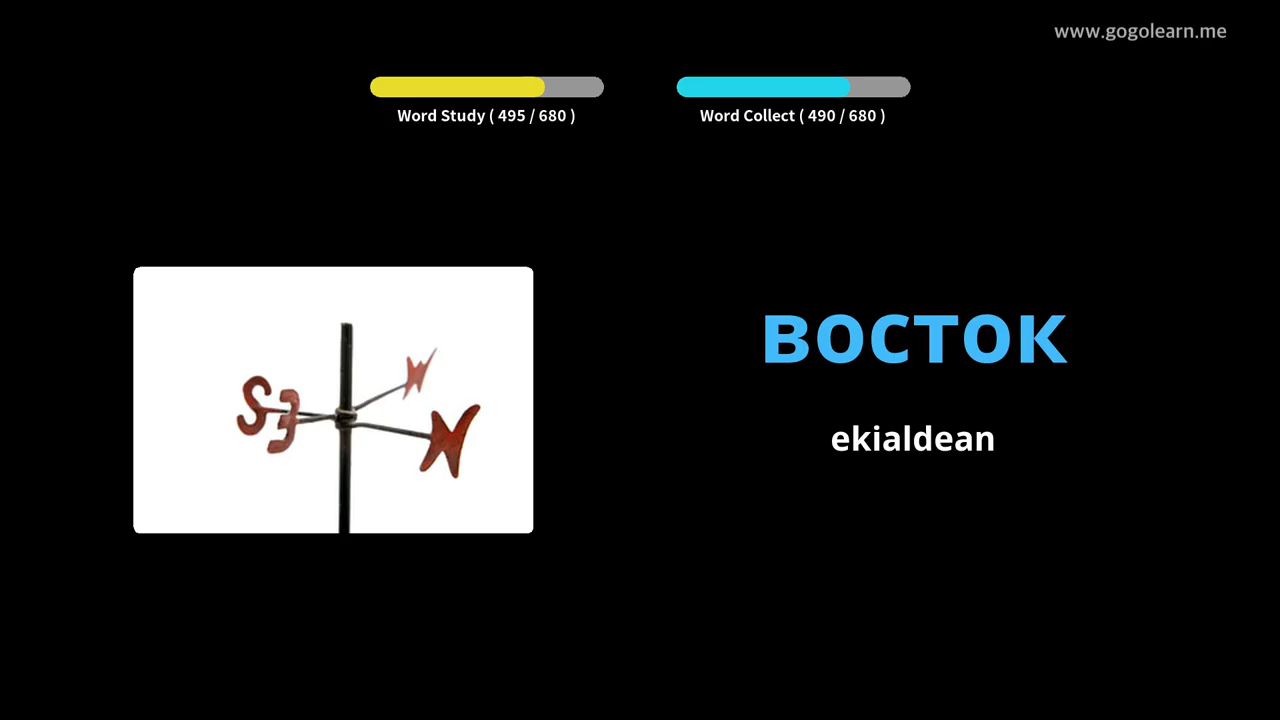 www.gogolearn.me
Word Study ( 495 / 680 )
Word Collect ( 490 / 680 )
восток
ekialdean
S
E
W
N